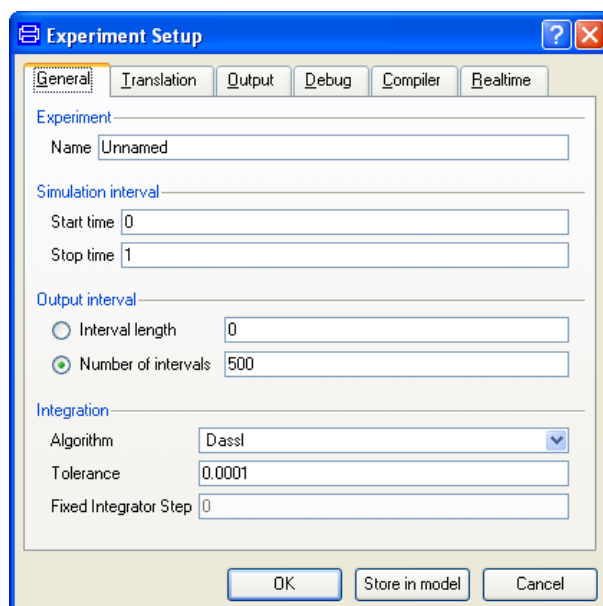 Experiment Setup
General Translation Output Debug Compiler Realtime
Experiment
Name Unnamed
Simulation interval
Start time 0
Stop time 1
Output interval
Interval length 0
Number of intervals 500
Integration
Algorithm Dassl
Tolerance 0.0001
Fixed Integrator Step 0
OK Store in model Cancel